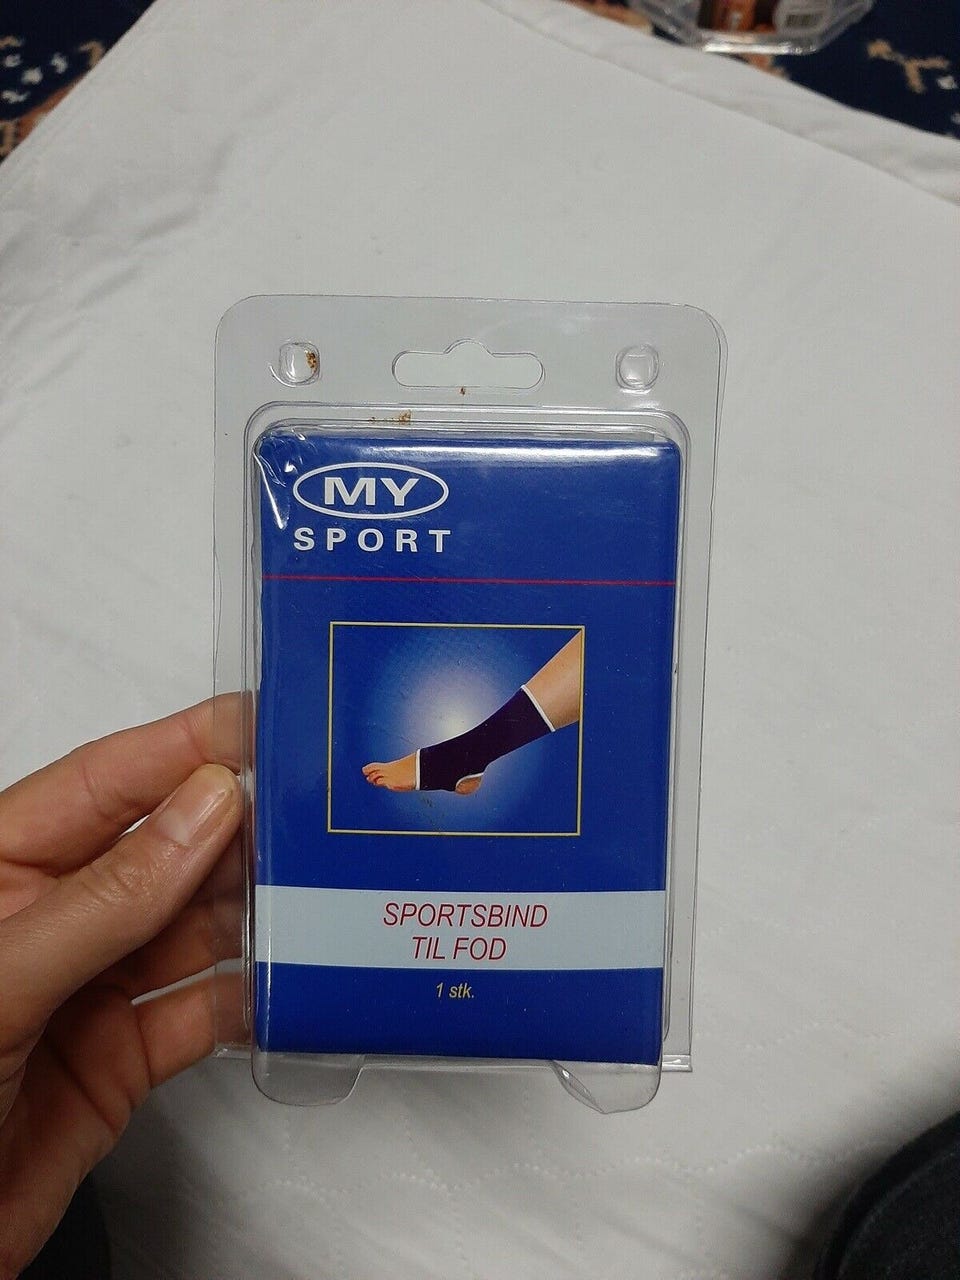 MY
SPORT
SPORTSBIND
TIL FOD
1 stk.